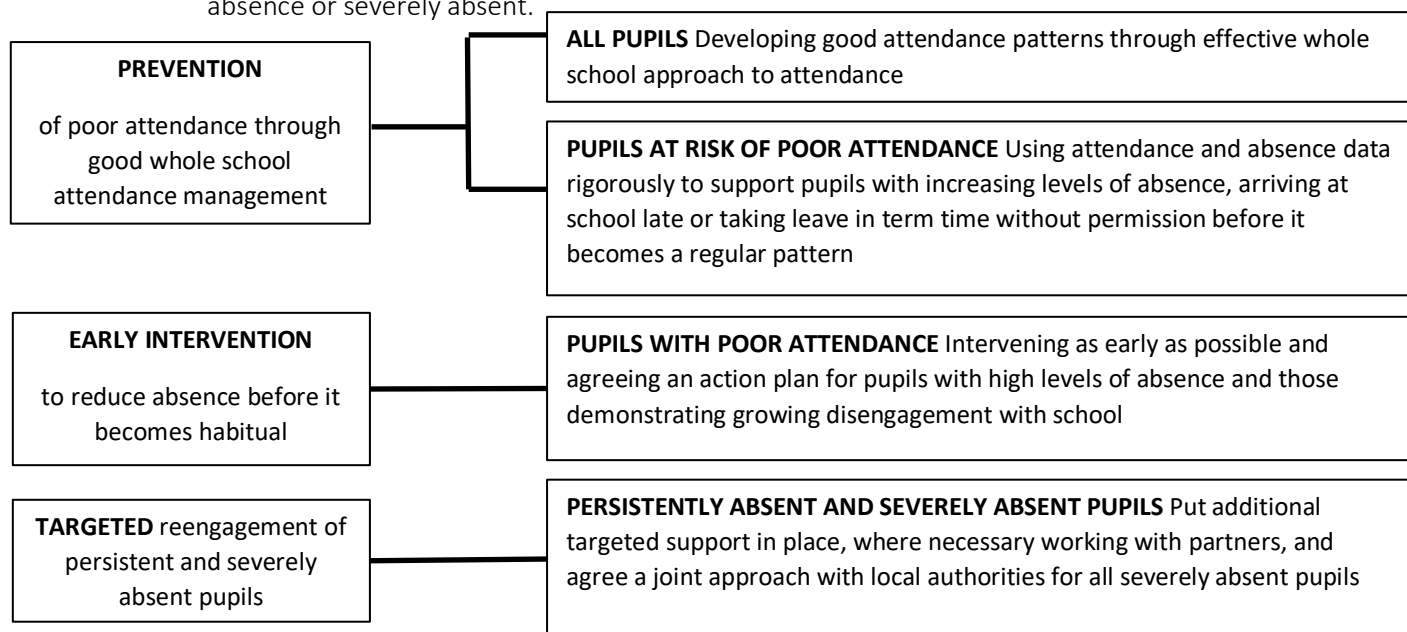 absence or severely absent.
PREVENTION
of poor attendance through
good whole school
attendance management
ALL PUPILS Developing good attendance patterns through effective whole
school approach to attendance
PUPILS AT RISK OF POOR ATTENDANCE Using attendance and absence data
rigorously to support pupils with increasing levels of absence, arriving at
school late or taking leave in term time without permission before it
becomes a regular pattern
EARLY INTERVENTION
to reduce absence before it
becomes habitual
PUPILS WITH POOR ATTENDANCE Intervening as early as possible and
agreeing an action plan for pupils with high levels of absence and those
demonstrating growing disengagement with school
TARGETED reengagement of
persistent and severely
absent pupils
PERSISTENTLY ABSENT AND SEVERELY ABSENT PUPILS Put additional
targeted support in place, where necessary working with partners, and
agree a joint approach with local authorities for all severely absent pupils